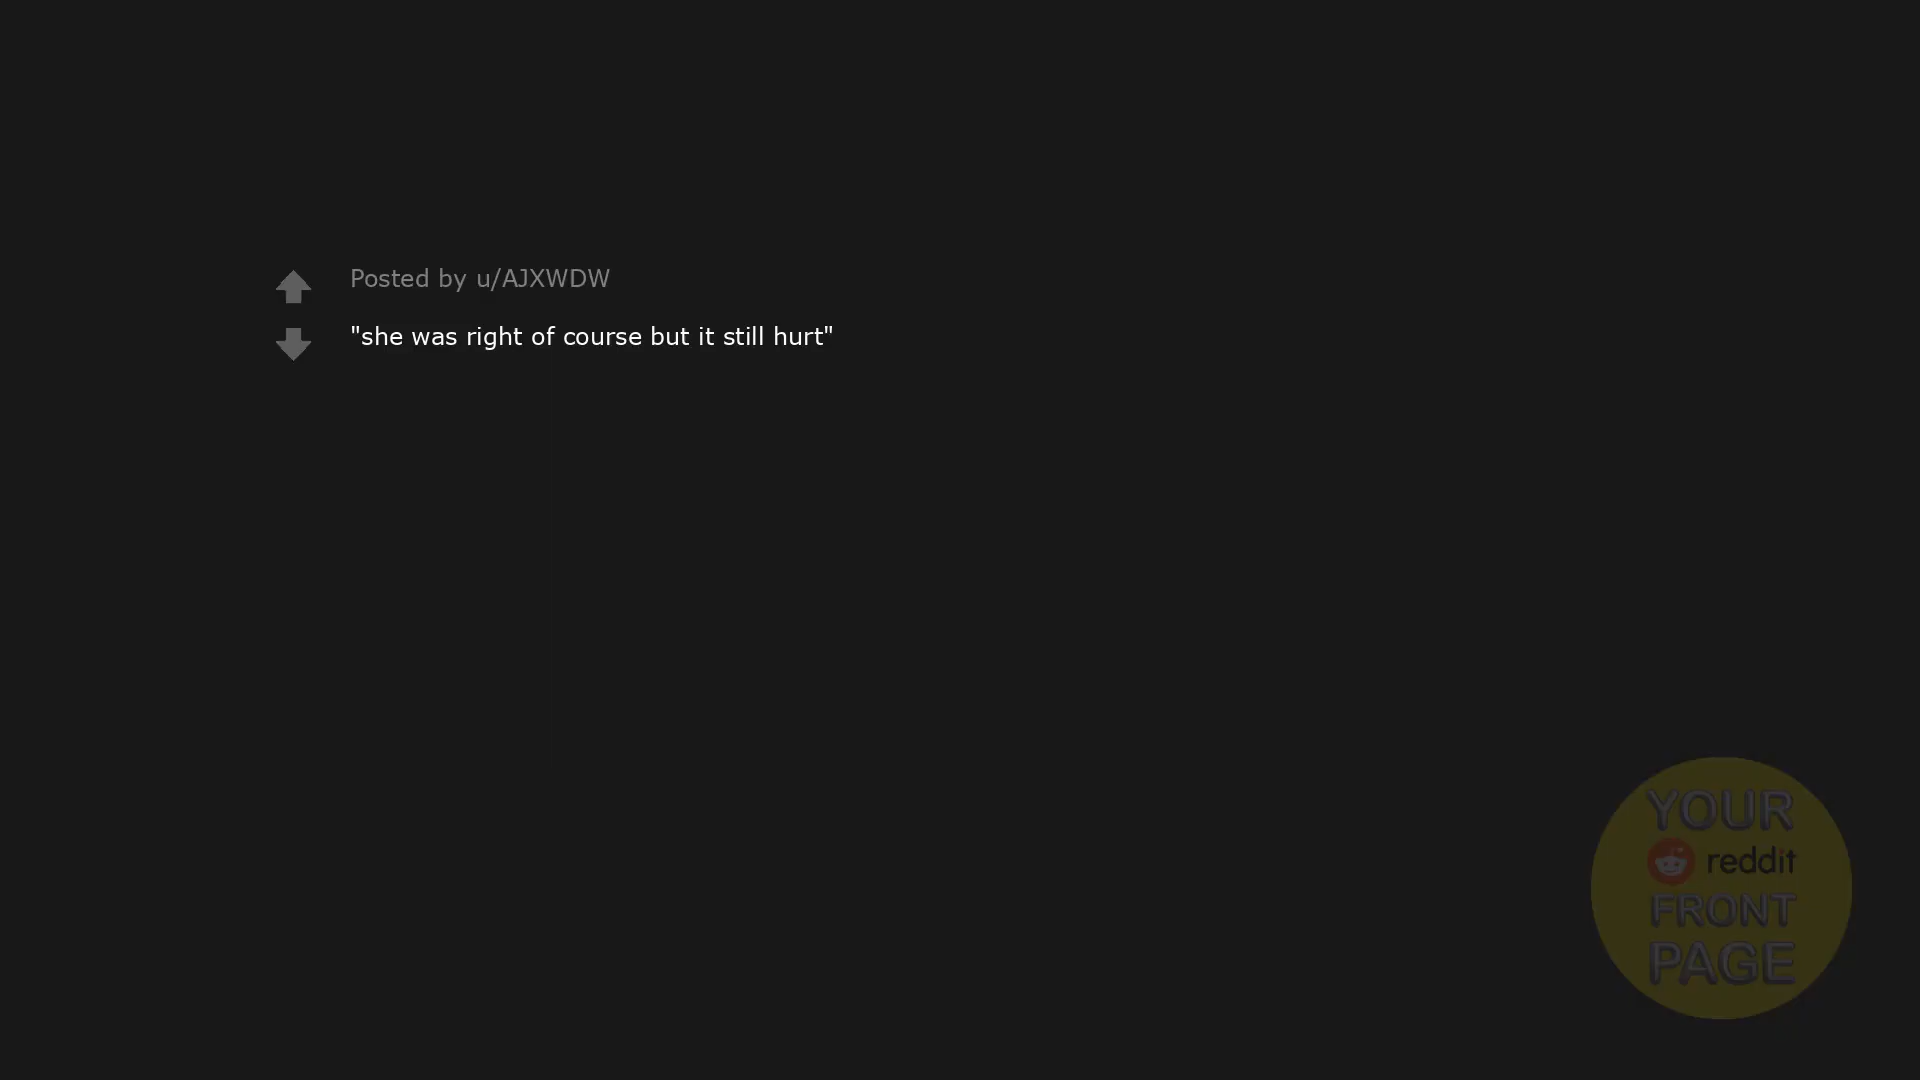 Posted by u/AJXWDW
"she was right of course but it still hurt"
YOUR
reddit
FRONT
PAGE